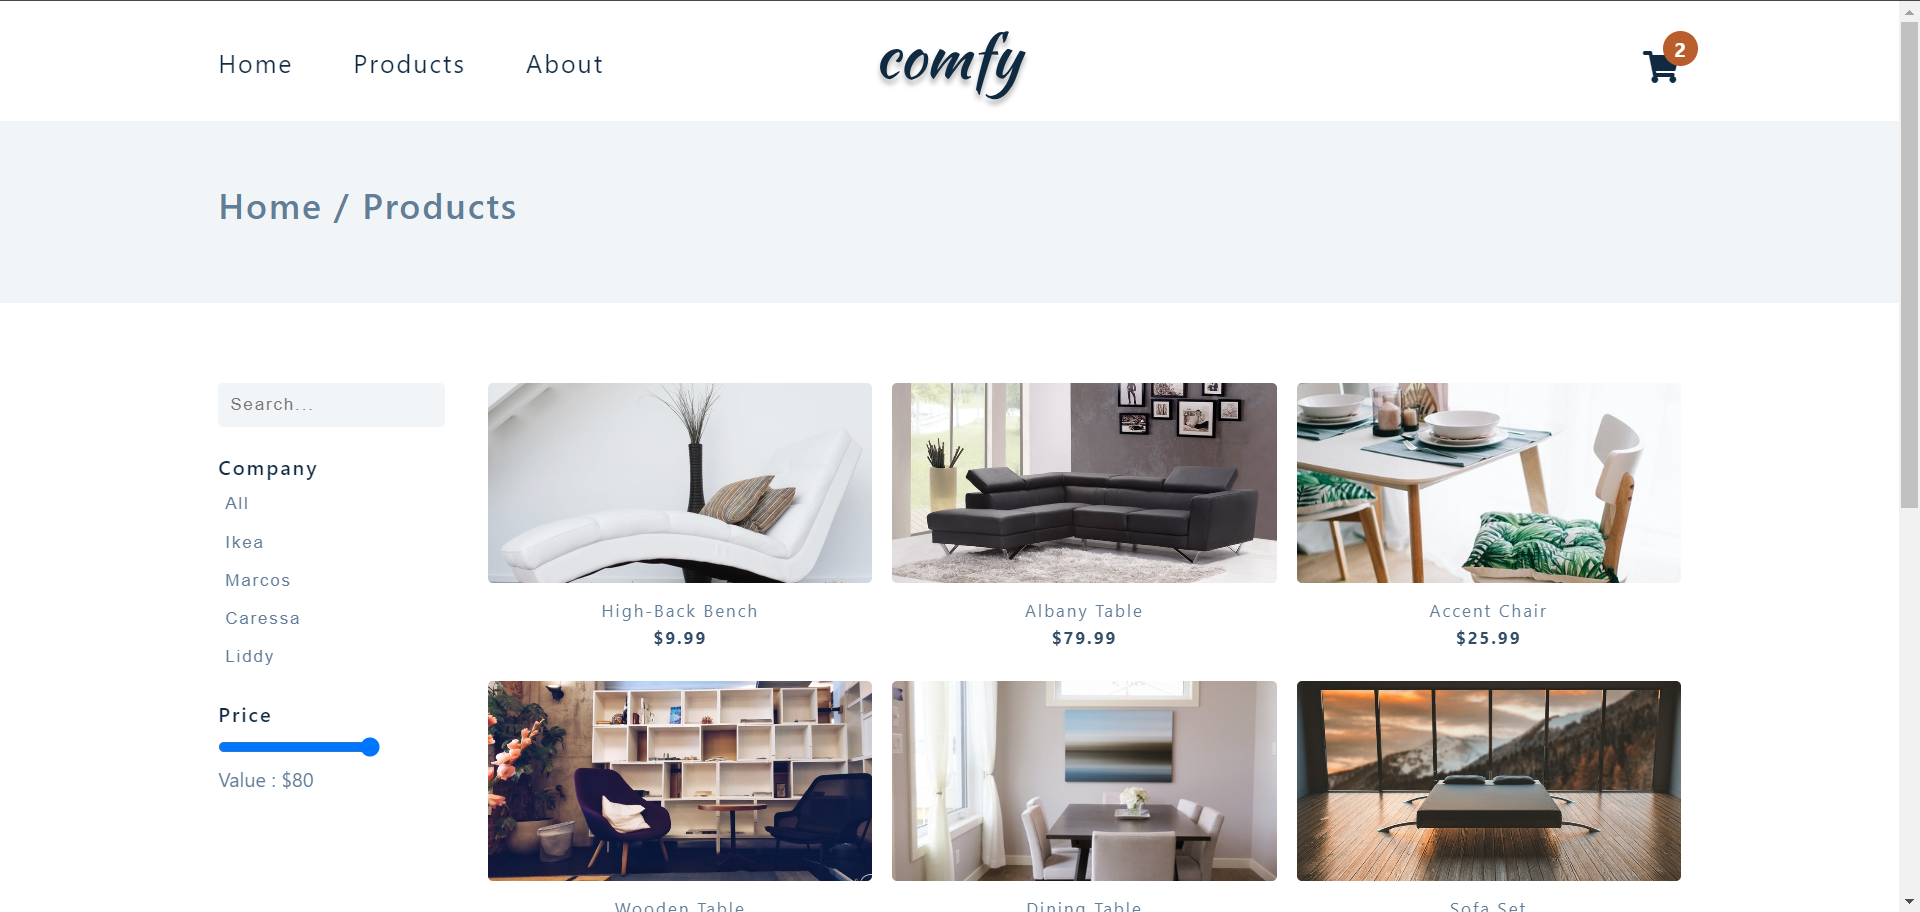 Home Products About comfy 2
Home / Products
Search...
Company
All
Ikea
Marcos
Caressa
Liddy
Price
Value : $80
High-Back Bench
$9.99
Albany Table
$79.99
Accent Chair
$25.99
Wooden Table
Dining Table
Sofa Set